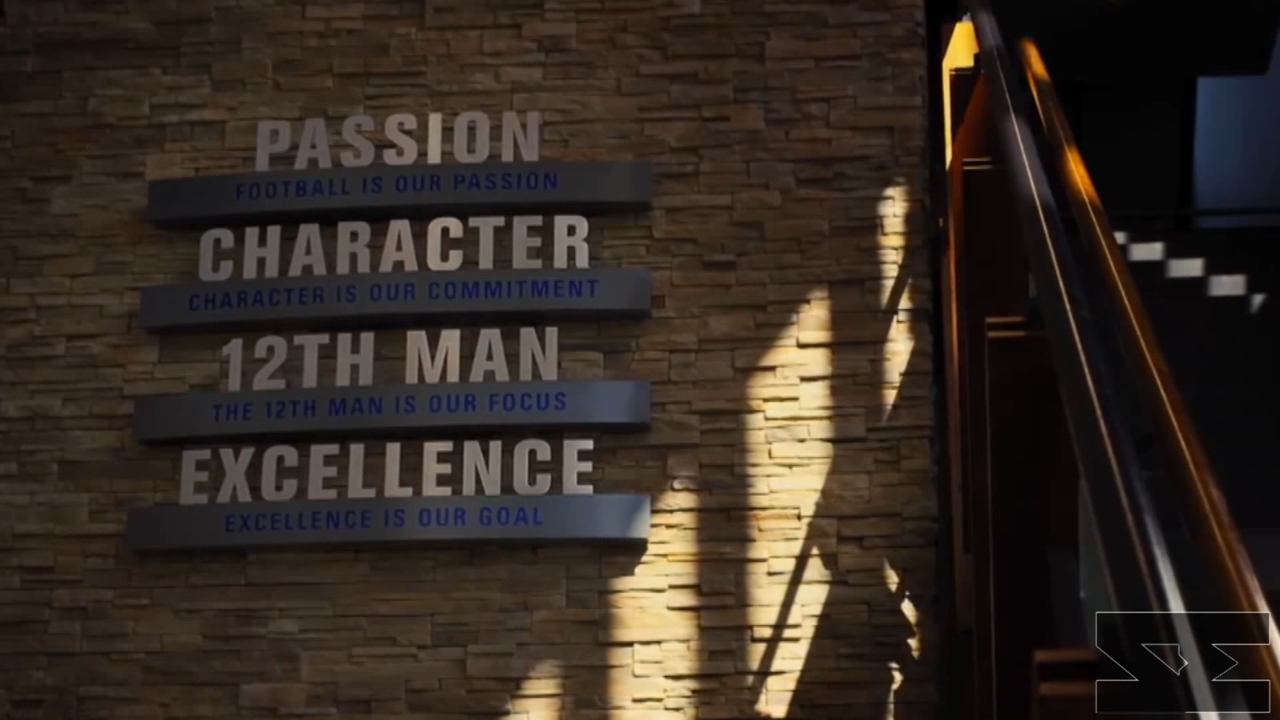 PASSION
FOOTBALL IS OUR PASSION
CHARACTER
CHARACTER IS OUR COMMITMENT
12TH MAN
THE 12TH MAN IS OUR FOCUS
EXCELLENCE
EXCELLENCE IS OUR GOAL